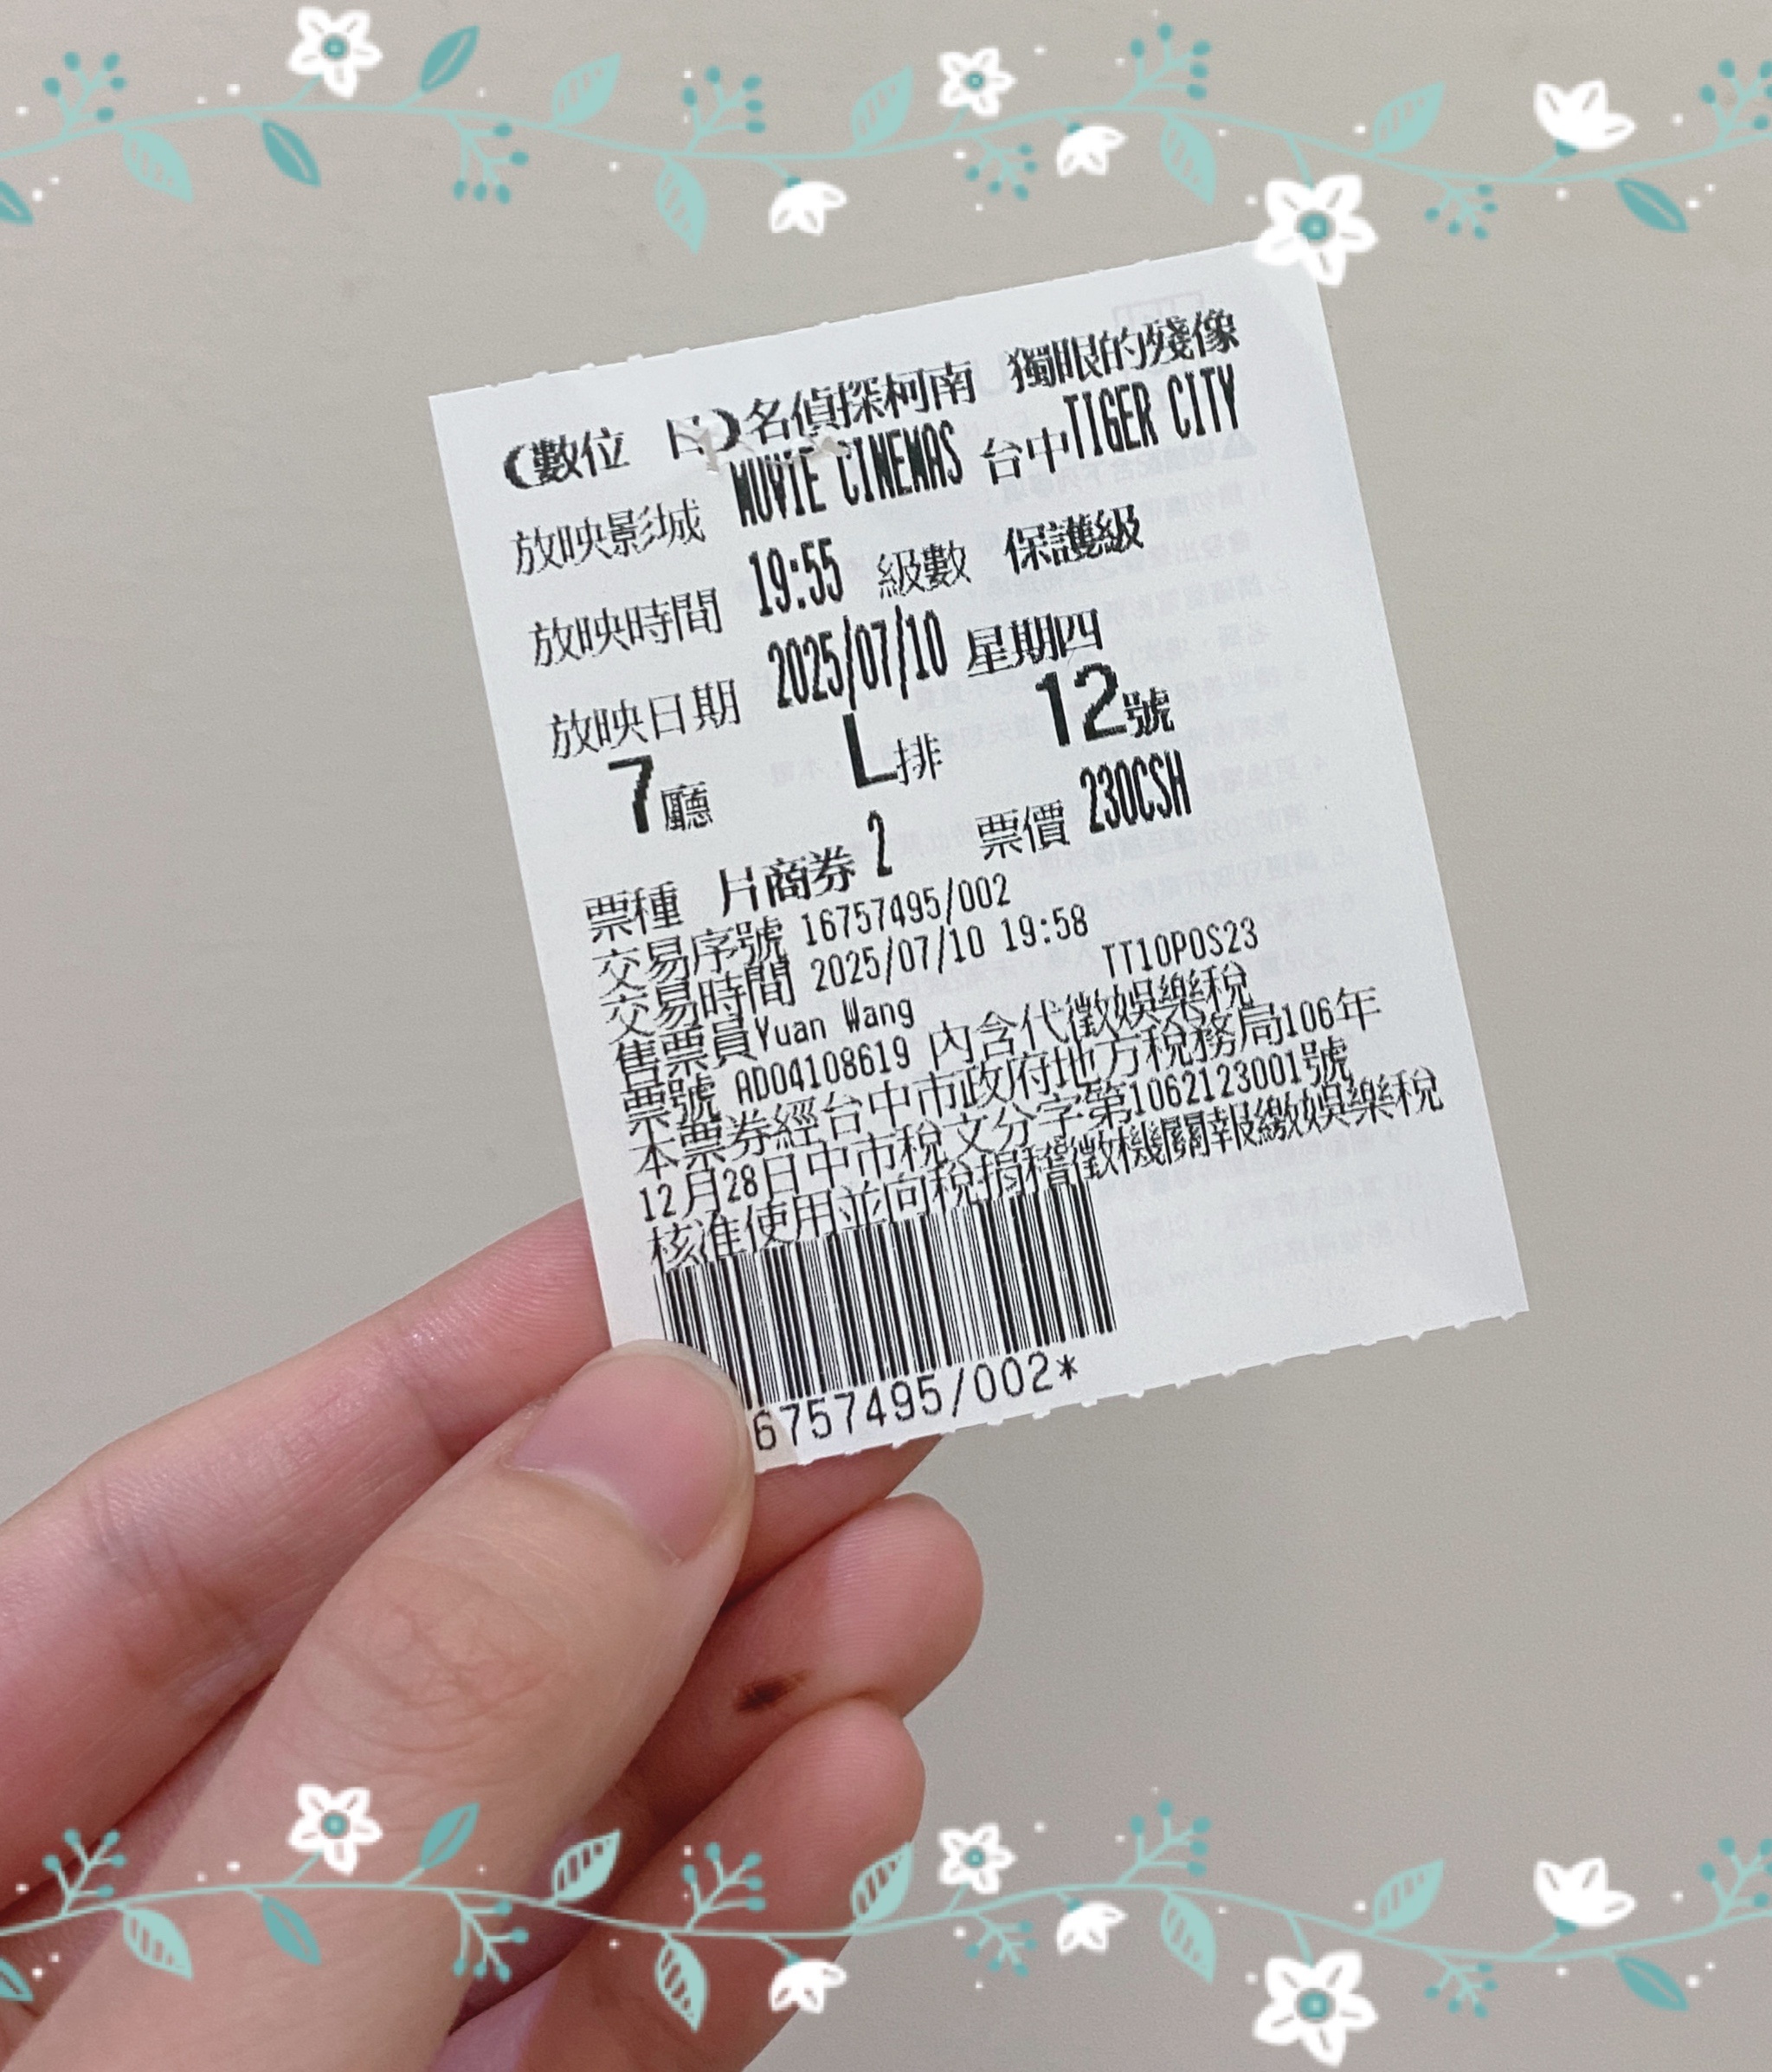 (數位 日)名偵探柯南 獨眼的殘像
放映影城 MUVIE CINEMAS 台中TIGER CITY
放映時間 19:55 級數 保護級
放映日期 2025/07/10 星期四
7廳 L排 12號
票種 片商券 2 票價 230CSH
交易序號 16757495/002
交易時間 2025/07/10 19:58
售票員Yuan Wang TT10POS23
票號 AD04108619 內含代徵娛樂稅
本票券經台中市政府地方稅務局106年
12月28日中市稅文分字第1062123001號
核准使用並向稅捐稽徵機關報繳娛樂稅
6757495/002*